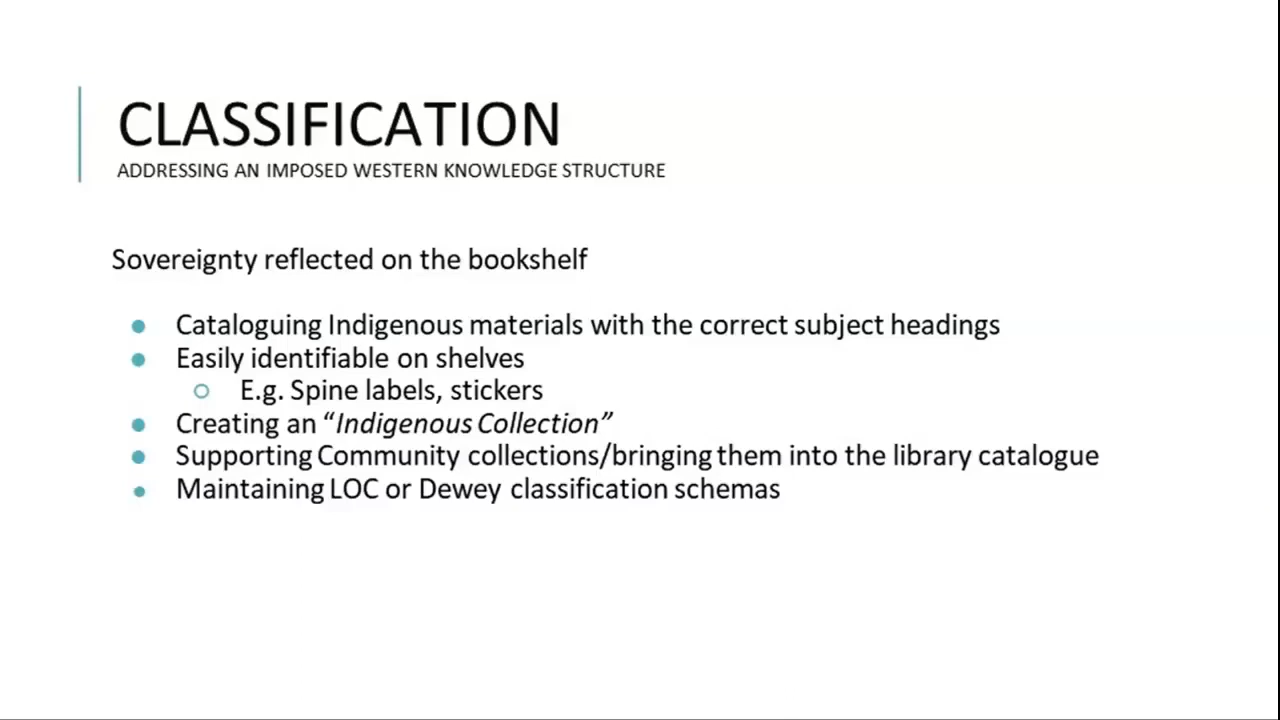 CLASSIFICATION
ADDRESSING AN IMPOSED WESTERN KNOWLEDGE STRUCTURE
Sovereignty reflected on the bookshelf
● Cataloguing Indigenous materials with the correct subject headings
● Easily identifiable on shelves
○ E.g. Spine labels, stickers
● Creating an “Indigenous Collection”
● Supporting Community collections/bringing them into the library catalogue
● Maintaining LOC or Dewey classification schemas